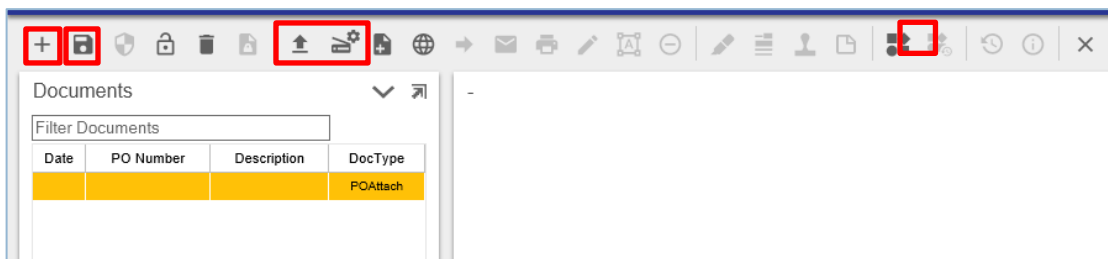 Documents
-
Filter Documents
Date PO Number Description DocType
POAttach